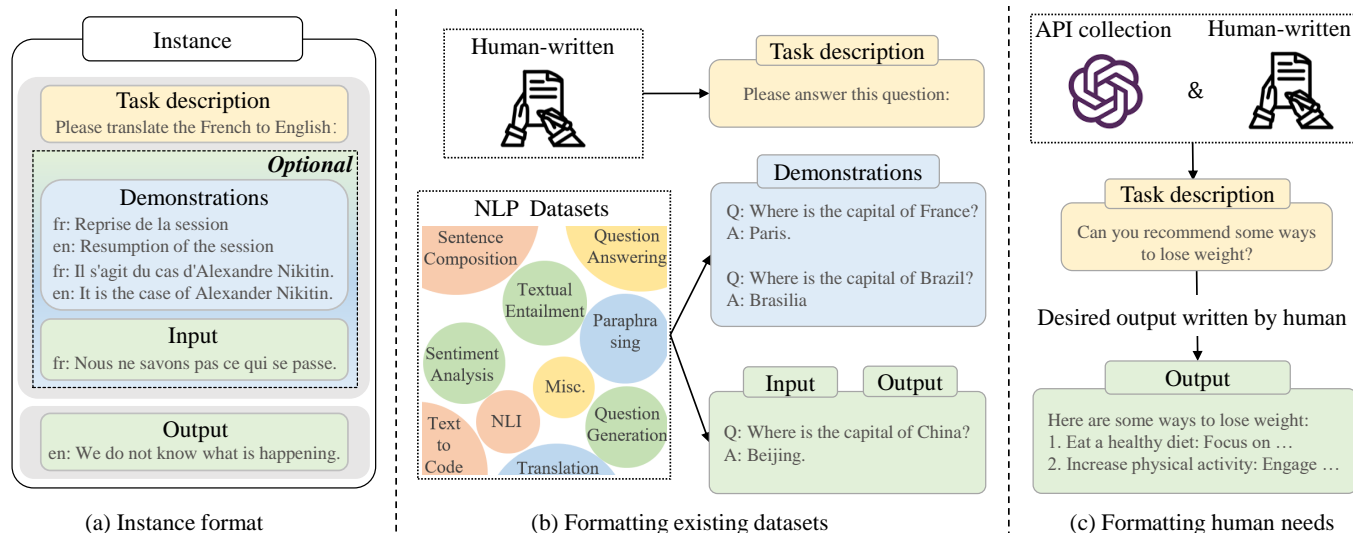 Instance
Task description
Please translate the French to English:
Optional
Demonstrations
fr: Reprise de la session
en: Resumption of the session
fr: Il s'agit du cas d'Alexandre Nikitin.
en: It is the case of Alexander Nikitin.
Input
fr: Nous ne savons pas ce qui se passe.
Output
en: We do not know what is happening.
(a) Instance format
Human-written
Task description
Please answer this question:
NLP Datasets
Sentence
Composition
Question
Answering
Textual
Entailment
Paraphra
sing
Sentiment
Analysis
Misc.
NLI
Question
Generation
Text
to
Code
Translation
Demonstrations
Q: Where is the capital of France?
A: Paris.
Q: Where is the capital of Brazil?
A: Brasilia
Input
Output
Q: Where is the capital of China?
A: Beijing.
(b) Formatting existing datasets
API collection
&
Human-written
Task description
Can you recommend some ways
to lose weight?
Desired output written by human
Output
Here are some ways to lose weight:
1. Eat a healthy diet: Focus on …
2. Increase physical activity: Engage …
(c) Formatting human needs